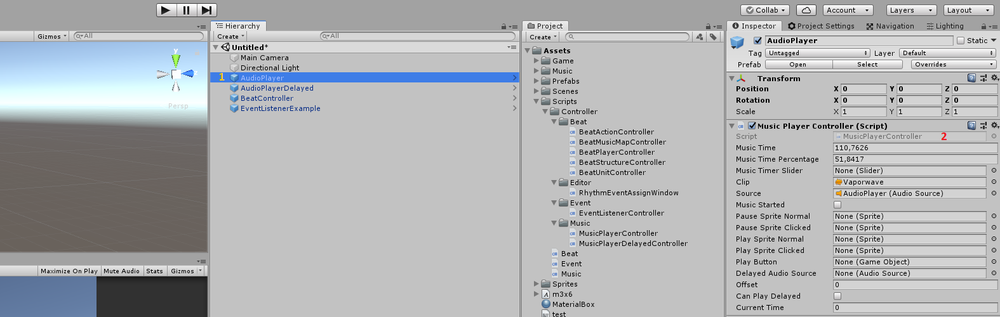 Collab
Account
Layers
Layout
Gizmos
All
y
z
Persp
Maximize On Play
Mute Audio
Stats
Gizmos
Hierarchy
Create
All
Untitled*
Main Camera
Directional Light
1
AudioPlayer
AudioPlayerDelayed
BeatController
EventListenerExample
Project
Create
Assets
Game
Music
Prefabs
Scenes
Scripts
Controller
Beat
BeatActionController
BeatMusicMapController
BeatPlayerController
BeatStructureController
BeatUnitController
Editor
RhythmEventAssignWindow
Event
EventListenerController
Music
MusicPlayerController
MusicPlayerDelayedController
Beat
Event
Music
Sprites
m3x6
MaterialBox
test
Inspector
Project Settings
Navigation
Lighting
AudioPlayer
Static
Tag Untagged Layer Default
Prefab Open Select Overrides
Transform
Position X 0 Y 0 Z 0
Rotation X 0 Y 0 Z 0
Scale X 1 Y 1 Z 1
Music Player Controller (Script)
Script MusicPlayerController 2
Music Time 110,7626
Music Time Percentage 51,8417
Music Timer Slider None (Slider)
Clip Vaporwave
Source AudioPlayer (Audio Source)
Music Started
Pause Sprite Normal None (Sprite)
Pause Sprite Clicked None (Sprite)
Play Sprite Normal None (Sprite)
Play Sprite Clicked None (Sprite)
Play Button None (Game Object)
Delayed Audio Source None (Audio Source)
Offset 0
Can Play Delayed
Current Time 0